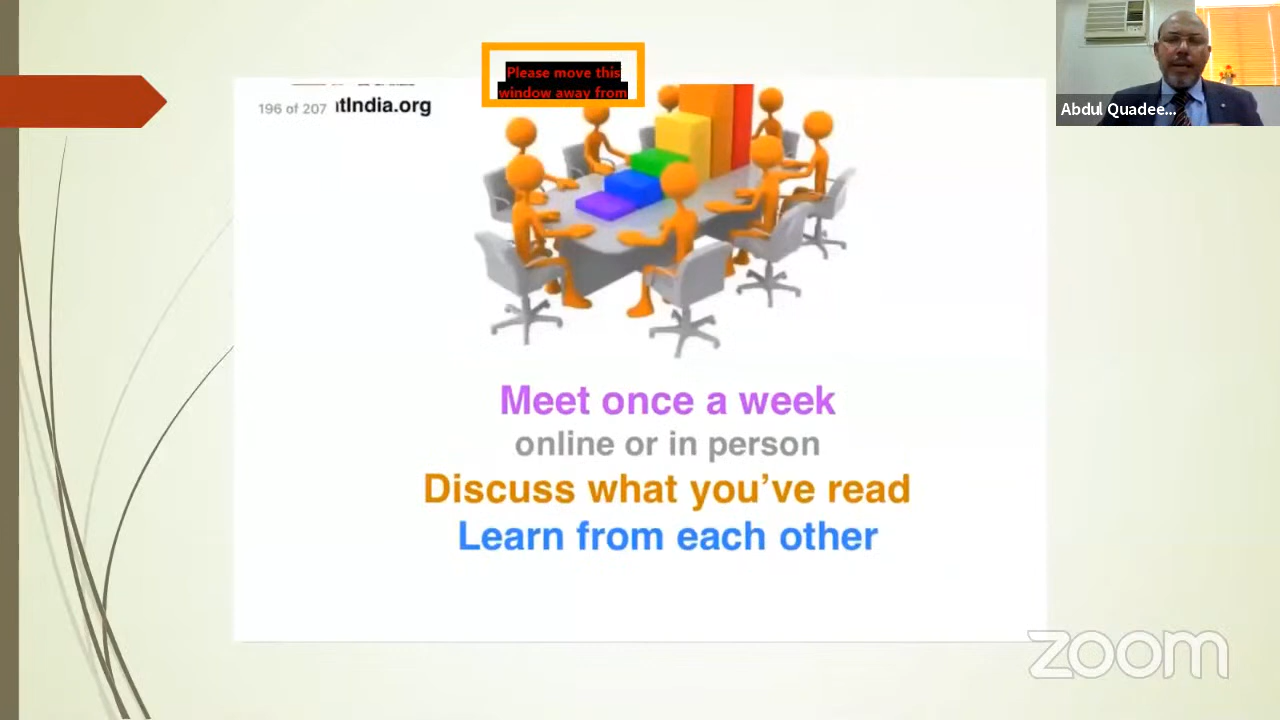 Please move this
window away from
196 of 207
tIndia.org
Abdul Quadee...
Meet once a week
online or in person
Discuss what you've read
Learn from each other
zoom